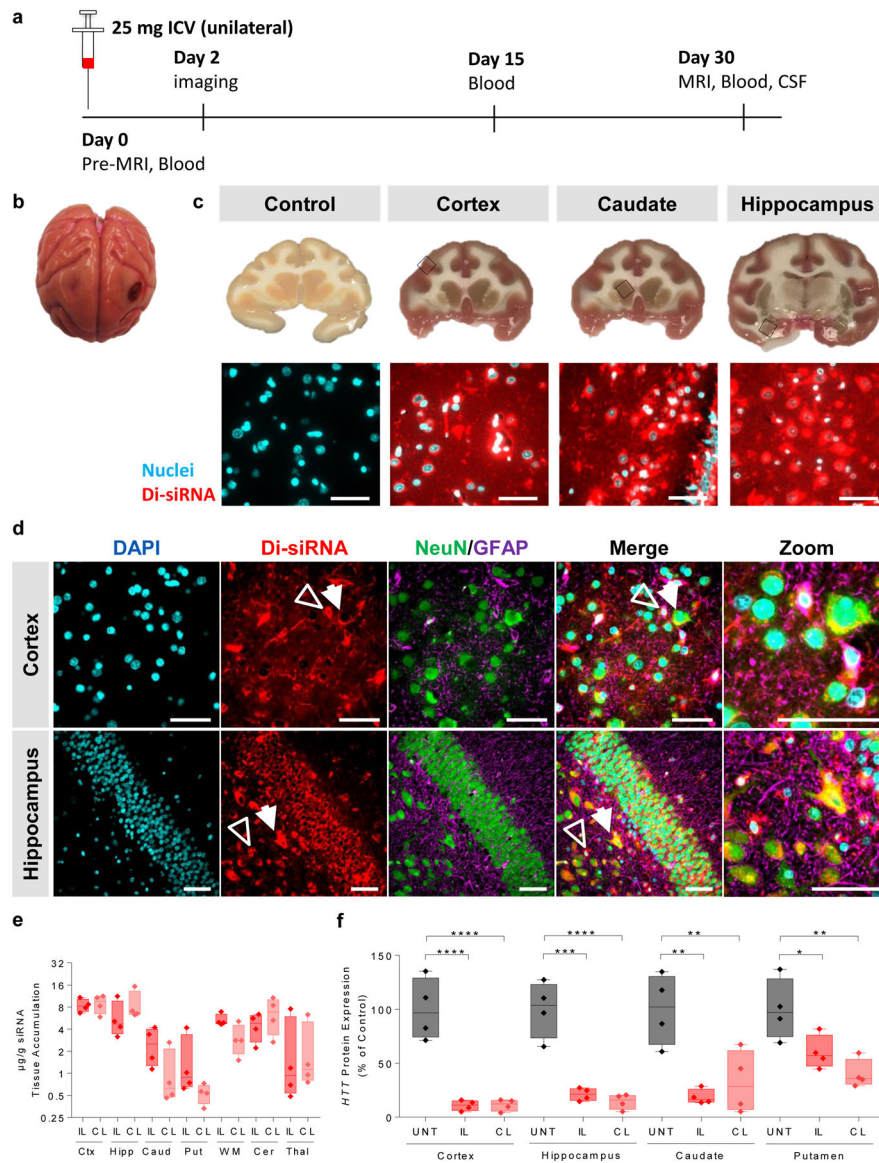 a
25 mg ICV (unilateral)
Day 2
imaging
Day 15
Blood
Day 30
MRI, Blood, CSF
Day 0
Pre-MRI, Blood
b
c
Control
Cortex
Caudate
Hippocampus
Nuclei
Di-siRNA
d
DAPI
Di-siRNA
NeuN/GFAP
Merge
Zoom
Cortex
Hippocampus
e
µg/g siRNA
Tissue Accumulation
32
16
8
4
2
1
0.5
0.25
IL CL IL CL IL CL IL CL IL CL IL CL IL CL
Ctx Hipp Caud Put WM Cer Thal
f
HTT Protein Expression
(% of Control)
150
100
50
0
**** **** ** **
**** *** ** *
UNT IL CL UNT IL CL UNT IL CL UNT IL CL
Cortex Hippocampus Caudate Putamen